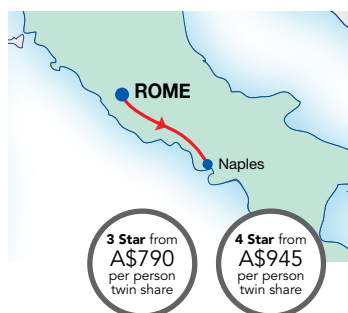 ROME
Naples
3 Star from
A$790
per person
twin share
4 Star from
A$945
per person
twin share